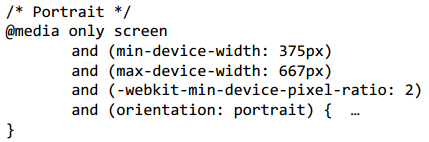 /* Portrait */
@media only screen
and (min-device-width: 375px)
and (max-device-width: 667px)
and (-webkit-min-device-pixel-ratio: 2)
and (orientation: portrait) { …
}